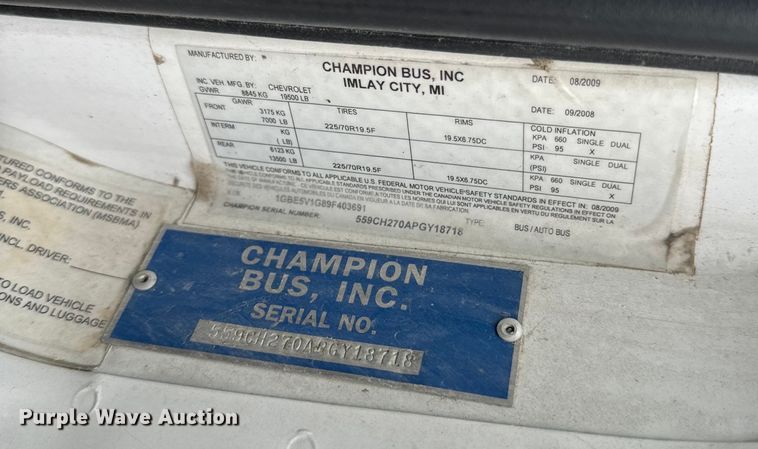 MANUFACTURED BY:
CHAMPION BUS, INC
IMLAY CITY, MI
DATE: 08/2009
INC. VEH. MFG. BY: CHEVROLET
09/2008
GVWR 8845 KG 19500 LB
GAWR TIRES RIMS COLD INFLATION
FRONT 3175 KG 225/70R19.5F 19.5X6.75DC KPA 660 SINGLE DUAL
7000 LB PSI 95 X
INTERM KG KPA SINGLE DUAL
( LB) (PSI)
REAR 6123 KG 225/70R19.5F 19.5X6.75DC KPA 660 SINGLE DUAL
13500 LB PSI 95 X
THIS VEHICLE CONFORMS TO ALL APPLICABLE U.S. FEDERAL MOTOR VEHICLE SAFETY STANDARDS IN EFFECT IN 08/2009
1GBE5V1G89F403691
CHAMPION SERIAL NUMBER: 559CH270APGY18718 TYPE: BUS / AUTO BUS
TURED CONFORMS TO THE
PAYLOAD REQUIREMENTS IN
ERS ASSOCIATION (MSBMA)
BUS, INC.
INCL. DRIVER:
TO LOAD VEHICLE
IONS AND LUGGAGE
CHAMPION
BUS, INC.
SERIAL NO.
559CH270APGY18718
Purple Wave Auction